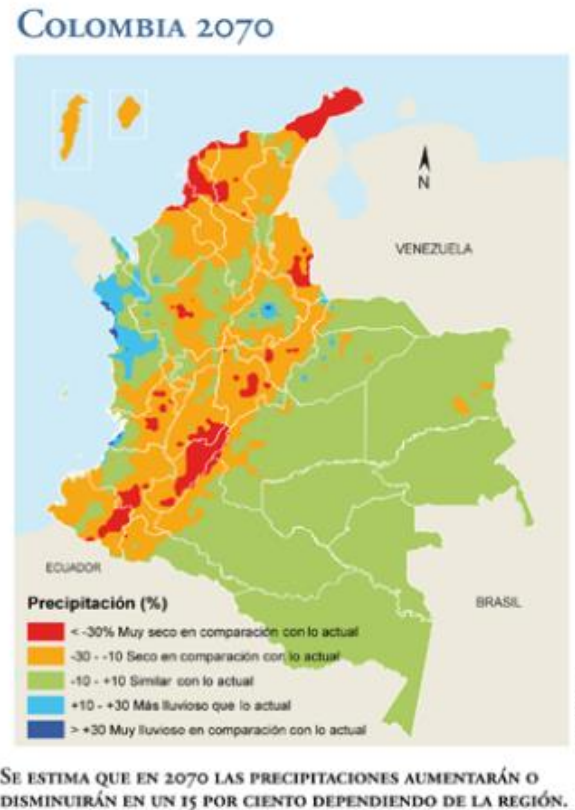 COLOMBIA 2070
N
VENEZUELA
ECUADOR
BRASIL
Precipitación (%)
< -30% Muy seco en comparación con lo actual
-30 - -10 Seco en comparación con lo actual
-10 - +10 Similar con lo actual
+10 - +30 Más lluvioso que lo actual
> +30 Muy lluvioso en comparación con lo actual
SE ESTIMA QUE EN 2070 LAS PRECIPITACIONES AUMENTARÁN O
DISMINUIRÁN EN UN 15 POR CIENTO DEPENDIENDO DE LA REGIÓN.